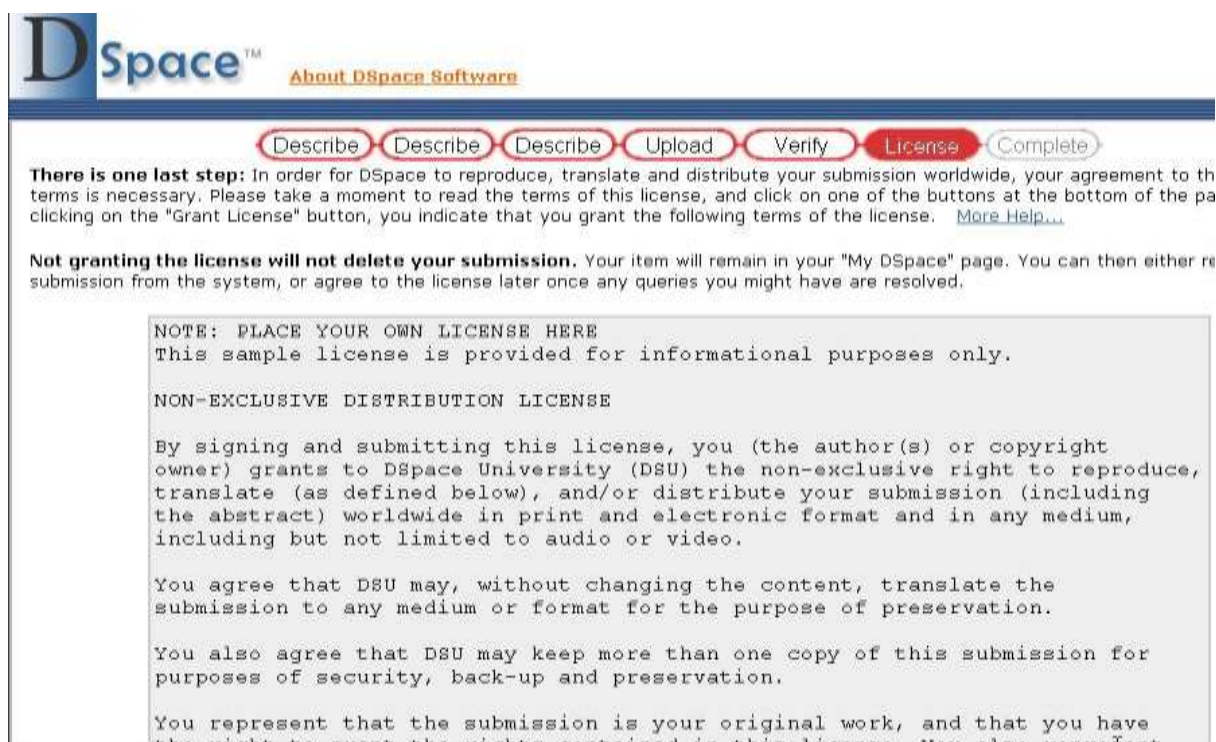 DSpace™
About DSpace Software
Describe Describe Describe Upload Verify License Complete
There is one last step: In order for DSpace to reproduce, translate and distribute your submission worldwide, your agreement to th
terms is necessary. Please take a moment to read the terms of this license, and click on one of the buttons at the bottom of the pa
clicking on the "Grant License" button, you indicate that you grant the following terms of the license. More Help...
Not granting the license will not delete your submission. Your item will remain in your "My DSpace" page. You can then either re
submission from the system, or agree to the license later once any queries you might have are resolved.
NOTE: PLACE YOUR OWN LICENSE HERE
This sample license is provided for informational purposes only.
NON-EXCLUSIVE DISTRIBUTION LICENSE
By signing and submitting this license, you (the author(s) or copyright
owner) grants to DSpace University (DSU) the non-exclusive right to reproduce,
translate (as defined below), and/or distribute your submission (including
the abstract) worldwide in print and electronic format and in any medium,
including but not limited to audio or video.
You agree that DSU may, without changing the content, translate the
submission to any medium or format for the purpose of preservation.
You also agree that DSU may keep more than one copy of this submission for
purposes of security, back-up and preservation.
You represent that the submission is your original work, and that you have